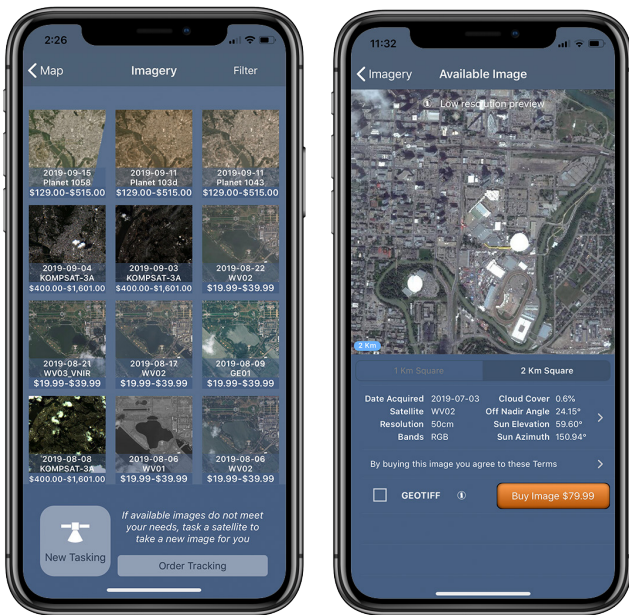 2:26
Map
Imagery
Filter
2019-09-15
Planet 1058
$129.00-$515.00
2019-09-11
Planet 103d
$129.00-$515.00
2019-09-11
Planet 1043
$129.00-$515.00
2019-09-04
KOMPSAT-3A
$400.00-$1,601.00
2019-09-03
KOMPSAT-3A
$400.00-$1,601.00
2019-08-22
WV02
$19.99-$39.99
2019-08-21
WV03_VNIR
$19.99-$39.99
2019-08-17
WV02
$19.99-$39.99
2019-08-09
GE01
$19.99-$39.99
2019-08-08
KOMPSAT-3A
$400.00-$1,601.00
2019-08-06
WV01
$19.99-$39.99
2019-08-06
WV02
$19.99-$39.99
New Tasking
If available images do not meet
your needs, task a satellite to
take a new image for you
Order Tracking
11:32
Imagery
Available Image
Low resolution preview
2 Km
1 Km Square
2 Km Square
Date Acquired 2019-07-03 Cloud Cover 0.6%
Satellite WV02 Off Nadir Angle 24.15°
Resolution 50cm Sun Elevation 59.60°
Bands RGB Sun Azimuth 150.94°
By buying this image you agree to these Terms
GEOTIFF
Buy Image $79.99